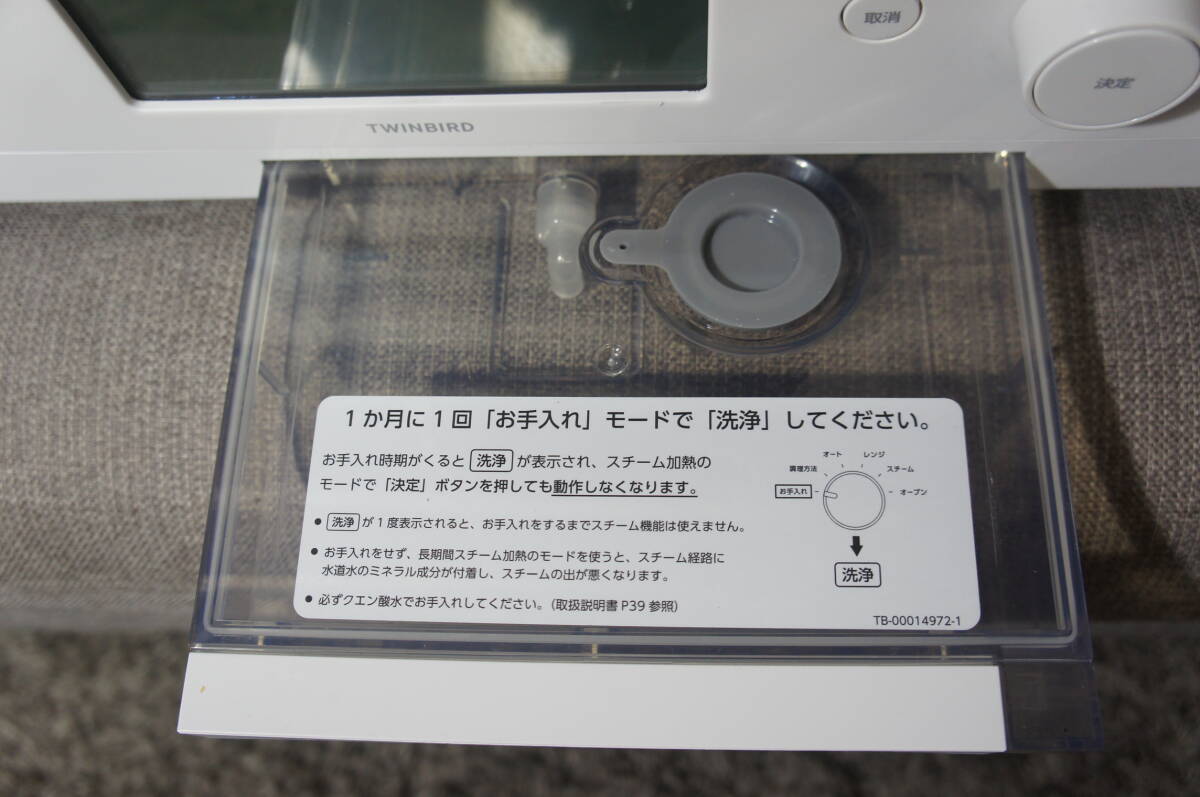 取消
決定
TWINBIRD
1か月に1回「お手入れ」モードで「洗浄」してください。
お手入れ時期がくると 洗浄 が表示され、スチーム加熱の
モードで「決定」ボタンを押しても動作しなくなります。
● 洗浄 が1度表示されると、お手入れをするまでスチーム機能は使えません。
● お手入れをせず、長期間スチーム加熱のモードを使うと、スチーム経路に
水道水のミネラル成分が付着し、スチームの出が悪くなります。
● 必ずクエン酸水でお手入れしてください。（取扱説明書 P39 参照）
オート
レンジ
調理方法
スチーム
お手入れ
オーブン
洗浄
TB-00014972-1